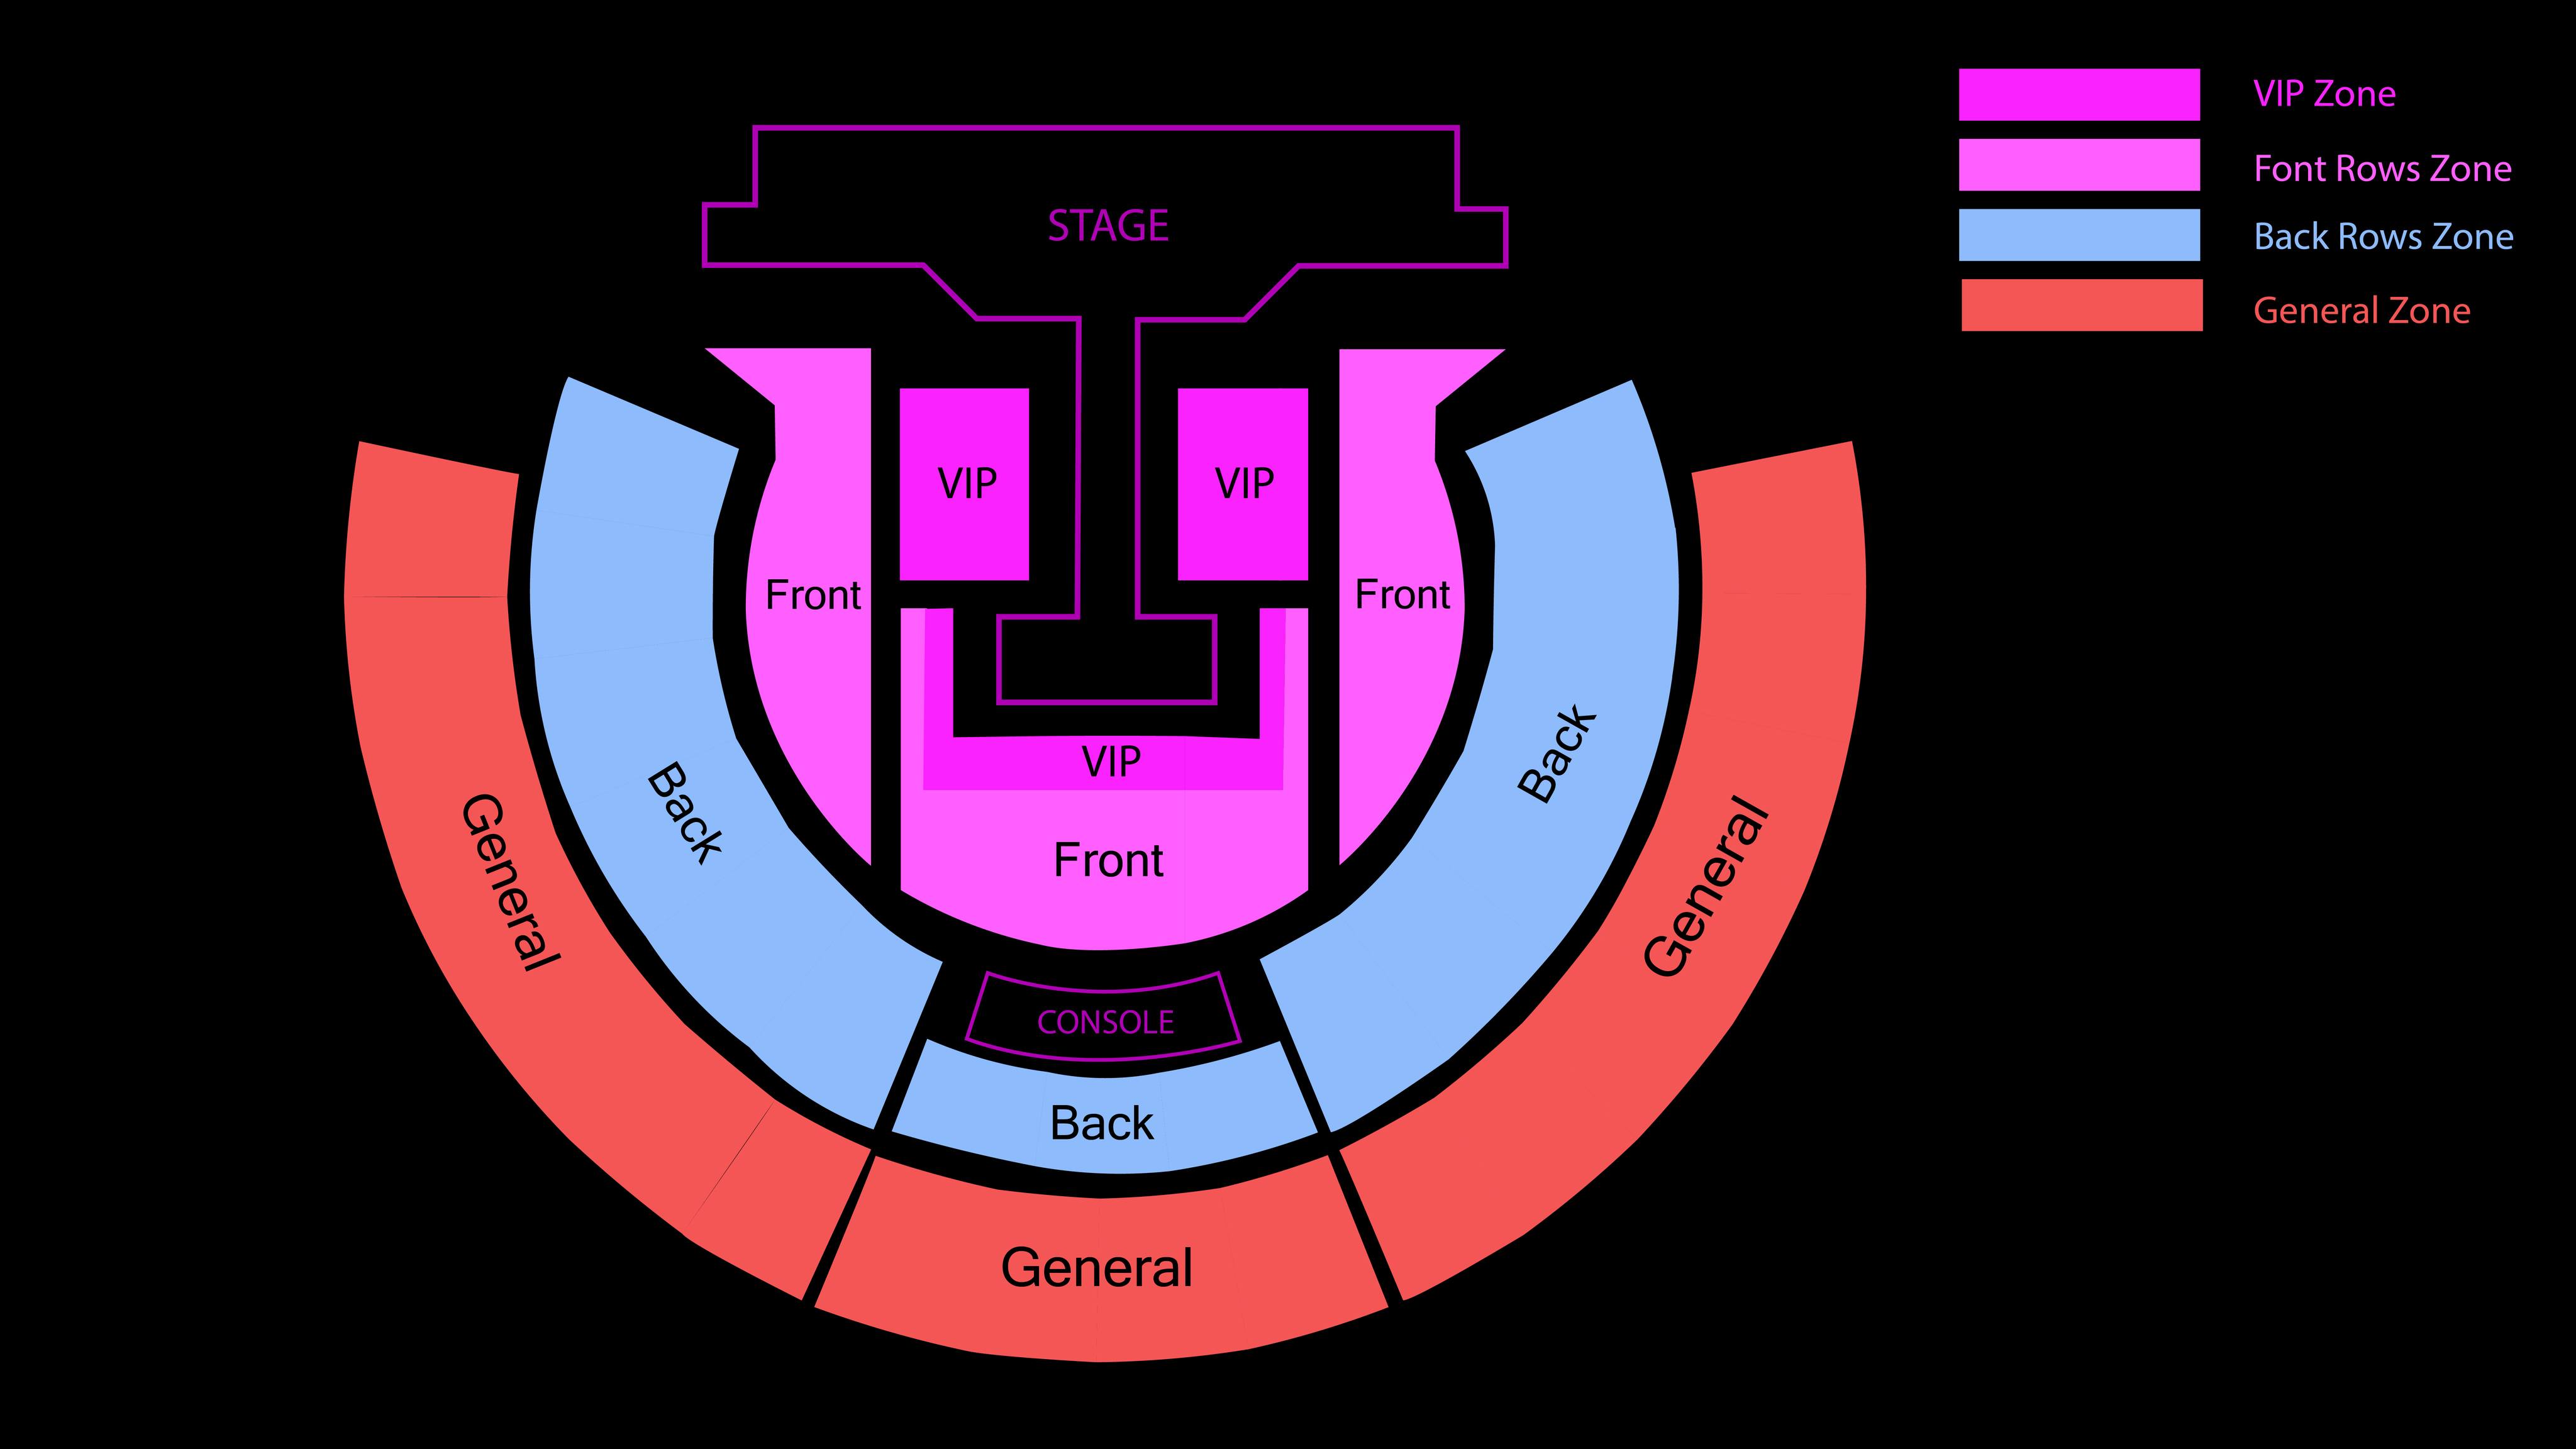 VIP Zone
Font Rows Zone
Back Rows Zone
General Zone
STAGE
VIP
VIP
Front
Front
VIP
Front
Back
Back
General
General
CONSOLE
Back
General